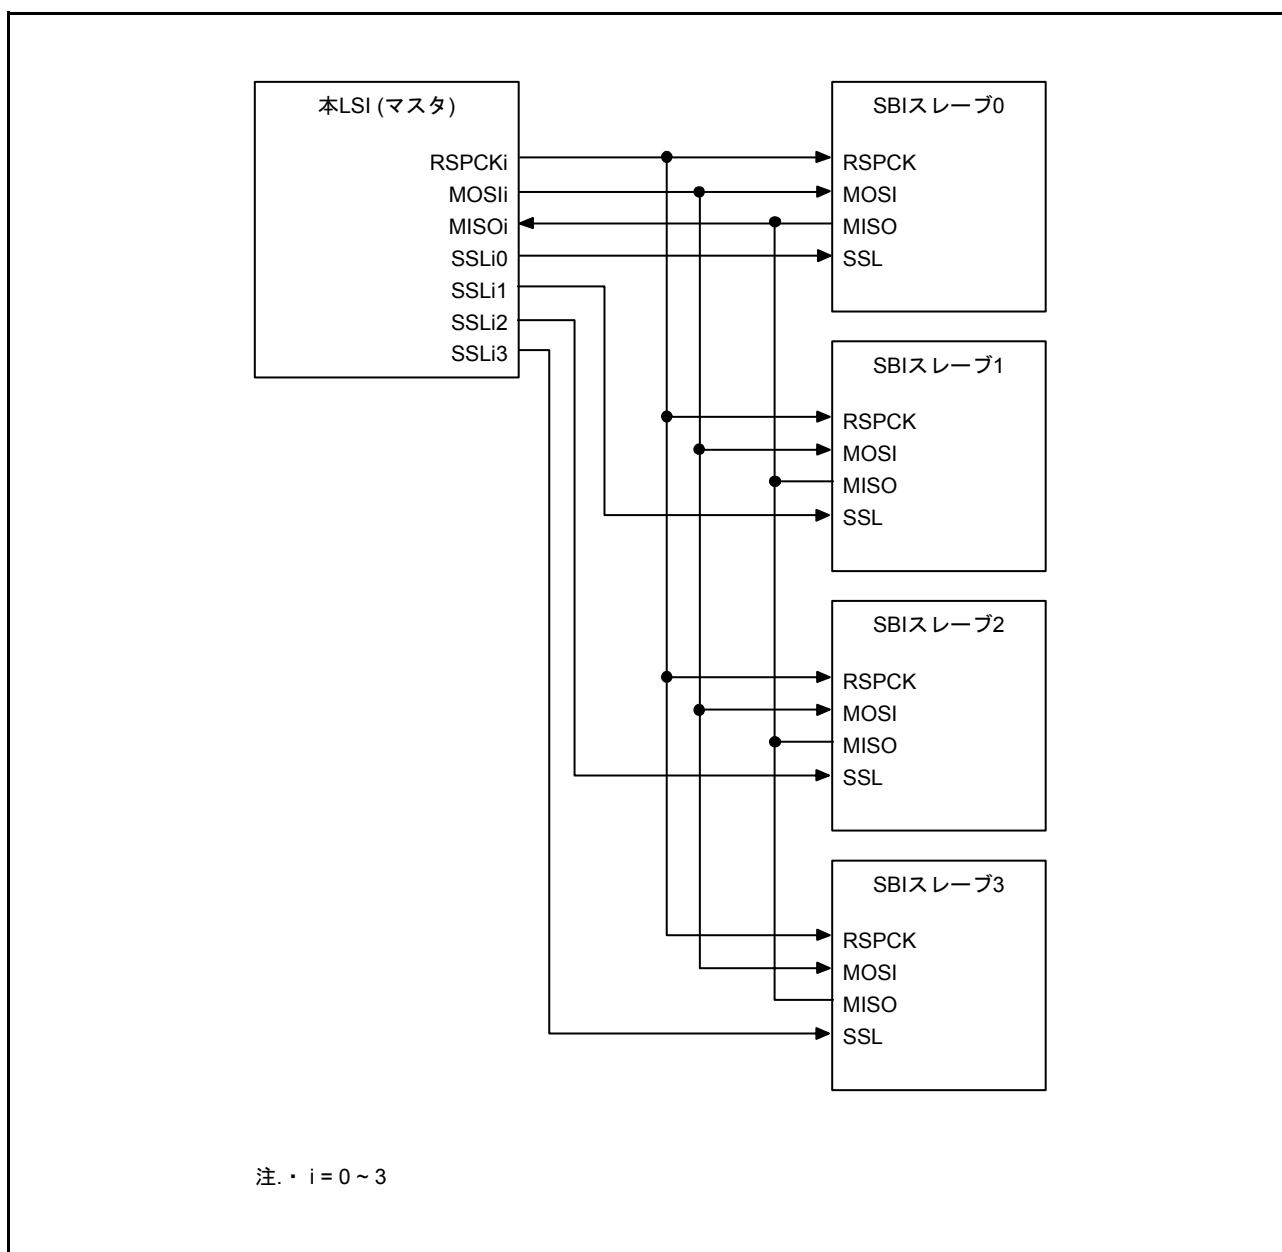 本LSI (マスタ)
RSPCKi
MOSIi
MISOi
SSLi0
SSLi1
SSLi2
SSLi3
SBIスレーブ0
RSPCK
MOSI
MISO
SSL
SBIスレーブ1
RSPCK
MOSI
MISO
SSL
SBIスレーブ2
RSPCK
MOSI
MISO
SSL
SBIスレーブ3
RSPCK
MOSI
MISO
SSL
注.・ i = 0 ~ 3